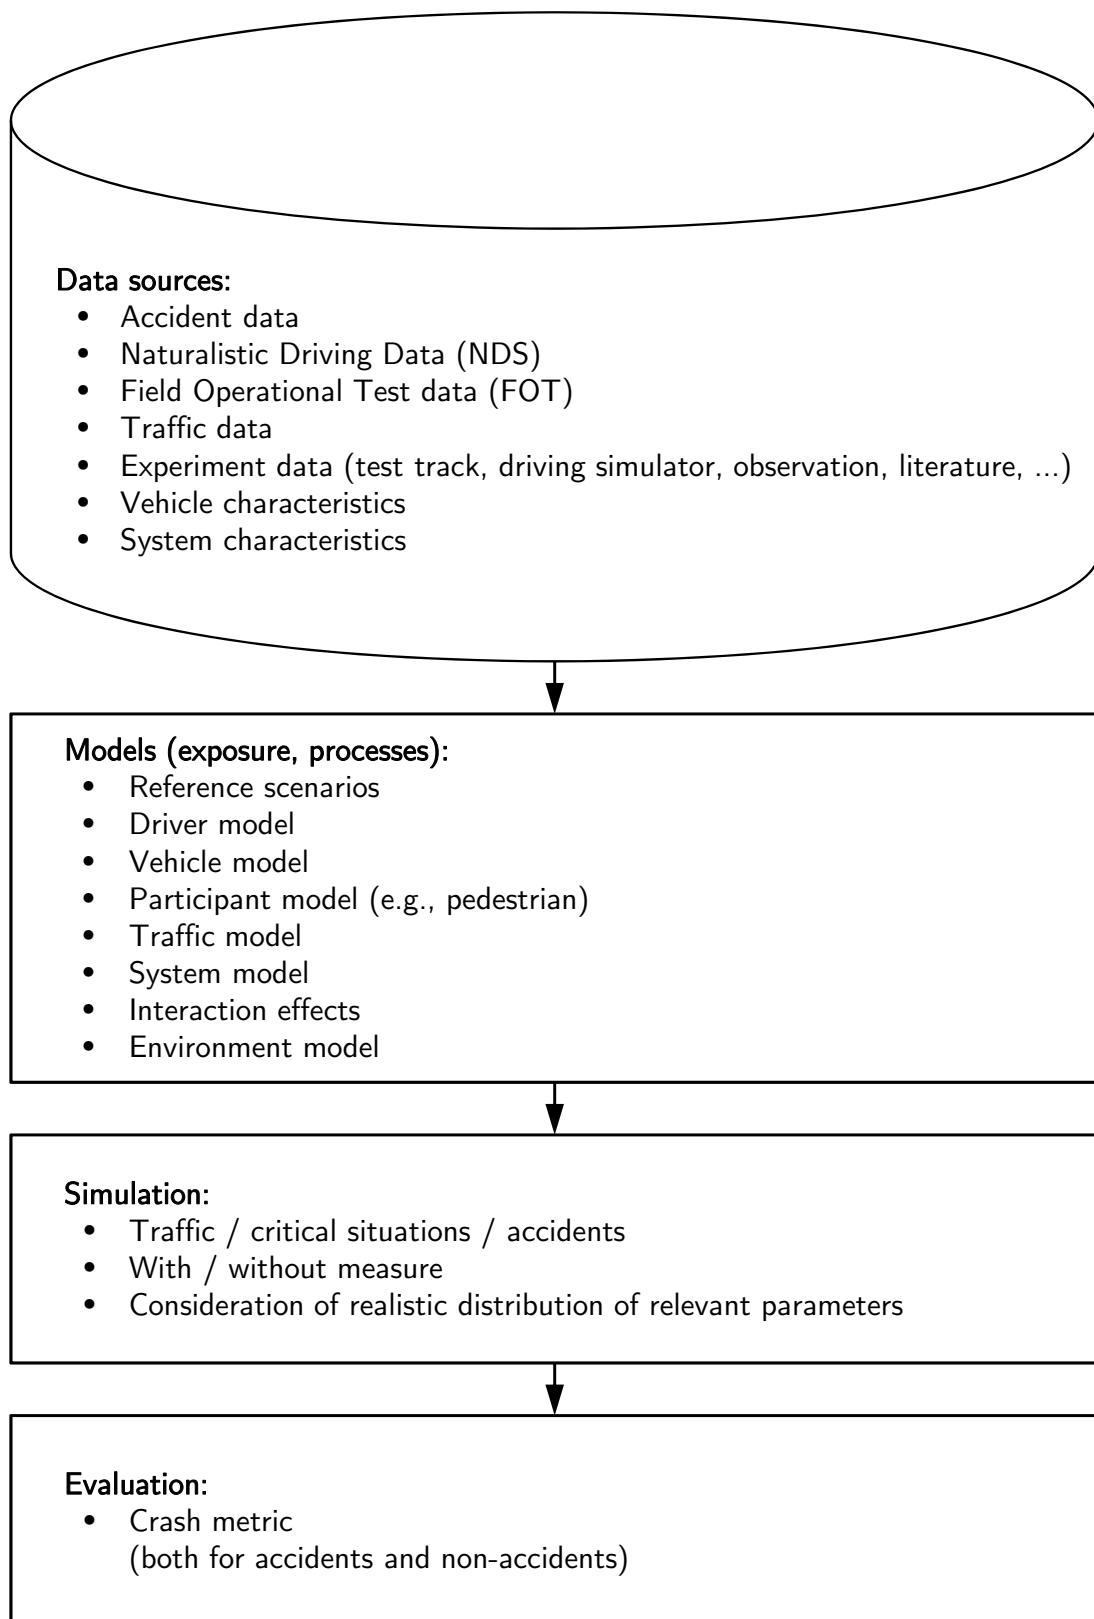 Data sources:
• Accident data
• Naturalistic Driving Data (NDS)
• Field Operational Test data (FOT)
• Traffic data
• Experiment data (test track, driving simulator, observation, literature, ...)
• Vehicle characteristics
• System characteristics
Models (exposure, processes):
• Reference scenarios
• Driver model
• Vehicle model
• Participant model (e.g., pedestrian)
• Traffic model
• System model
• Interaction effects
• Environment model
Simulation:
• Traffic / critical situations / accidents
• With / without measure
• Consideration of realistic distribution of relevant parameters
Evaluation:
• Crash metric
(both for accidents and non-accidents)